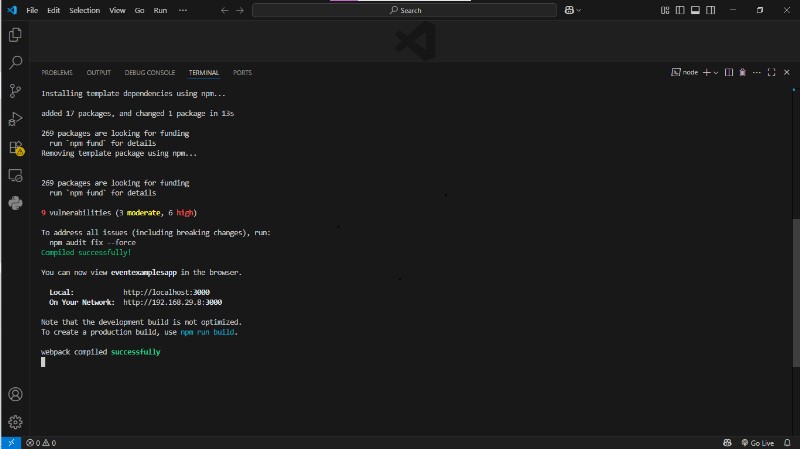 File Edit Selection View Go Run ··· Search
PROBLEMS OUTPUT DEBUG CONSOLE TERMINAL PORTS node
Installing template dependencies using npm...
added 17 packages, and changed 1 package in 13s
269 packages are looking for funding
run `npm fund` for details
Removing template package using npm...
269 packages are looking for funding
run `npm fund` for details
9 vulnerabilities (3 moderate, 6 high)
To address all issues (including breaking changes), run:
npm audit fix --force
Compiled successfully!
You can now view eventexamplesapp in the browser.
Local: http://localhost:3000
On Your Network: http://192.168.29.8:3000
Note that the development build is not optimized.
To create a production build, use npm run build.
webpack compiled successfully
0 0 Go Live